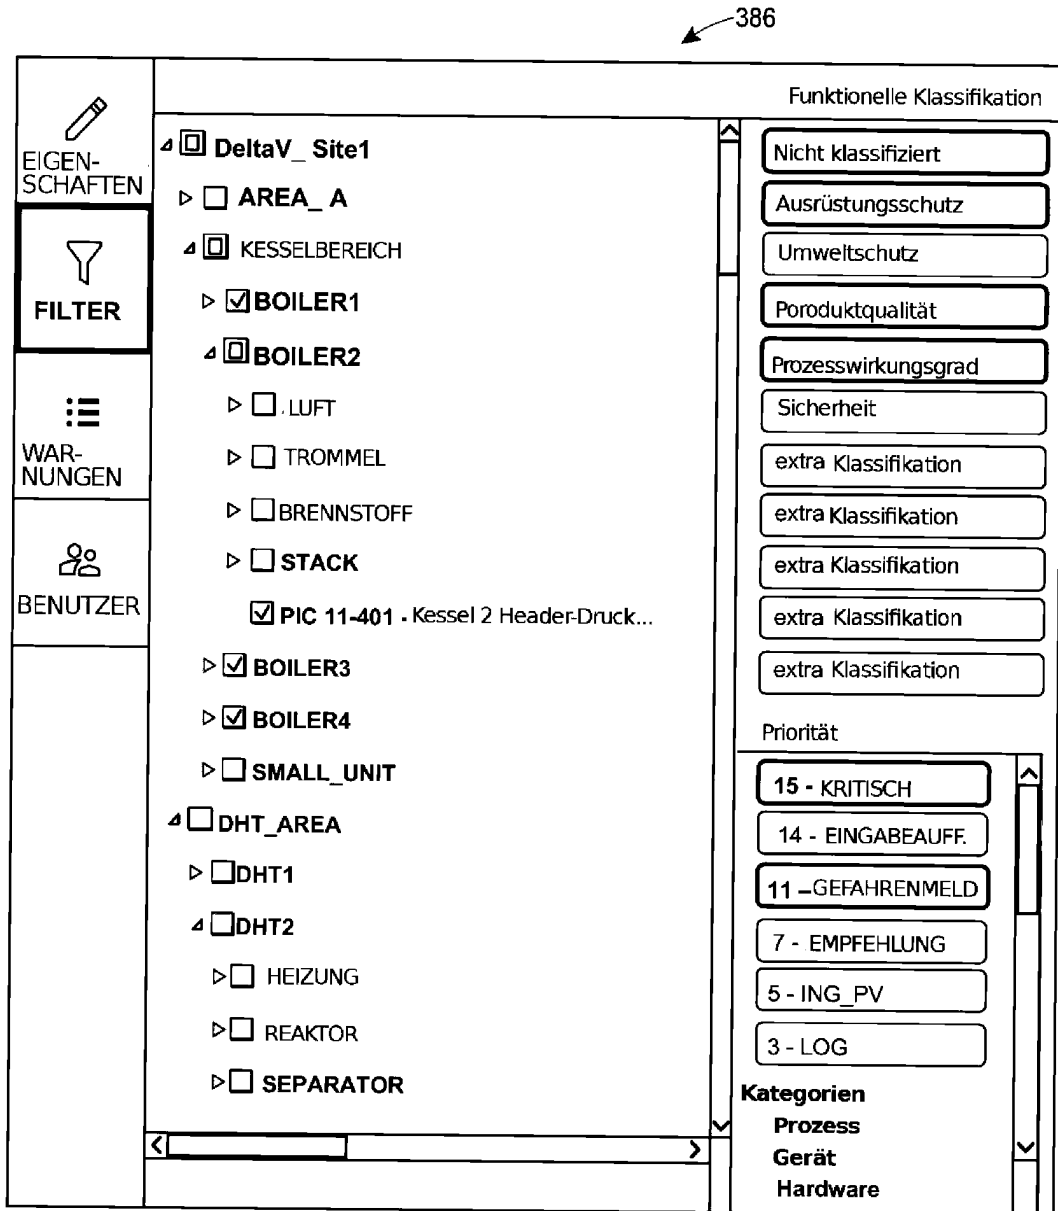 386
EIGEN-
SCHAFTEN
FILTER
WAR-
NUNGEN
BENUTZER
DeltaV_ Site1
AREA_ A
KESSELBEREICH
BOILER1
BOILER2
LUFT
TROMMEL
BRENNSTOFF
STACK
PIC 11-401 - Kessel 2 Header-Druck...
BOILER3
BOILER4
SMALL_UNIT
DHT_AREA
DHT1
DHT2
HEIZUNG
REAKTOR
SEPARATOR
Funktionelle Klassifikation
Nicht klassifiziert
Ausrüstungsschutz
Umweltschutz
Poroduktqualität
Prozesswirkungsgrad
Sicherheit
extra Klassifikation
extra Klassifikation
extra Klassifikation
extra Klassifikation
extra Klassifikation
Priorität
15 - KRITISCH
14 - EINGABEAUFF.
11 – GEFAHRENMELD
7 - EMPFEHLUNG
5 - ING_PV
3 - LOG
Kategorien
Prozess
Gerät
Hardware